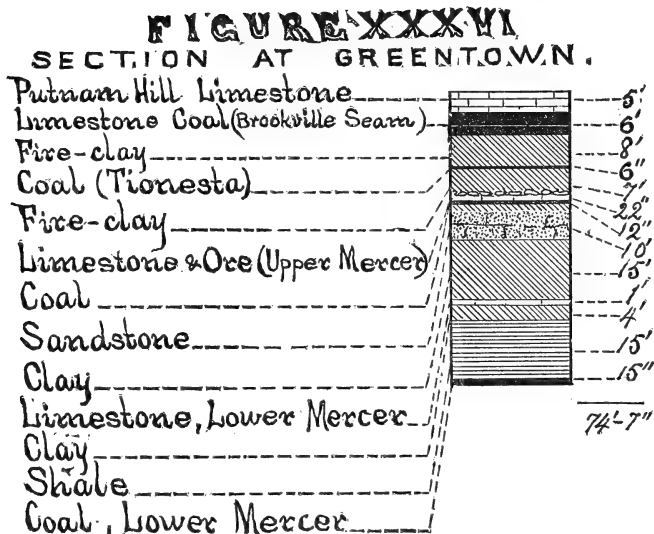 FIGURE XXXVI
SECTION AT GREENTOWN.
Putnam Hill Limestone 5'
Limestone Coal (Brookville Seam) 6'
Fire-clay 8'
Coal (Tionesta) 6"
Fire-clay 7'
Limestone & Ore (Upper Mercer) 22"
Coal 12"
Sandstone 10'
Clay 15'
Limestone, Lower Mercer 1'
Clay 4'
Shale 15'
Coal, Lower Mercer 15"
74'-7"